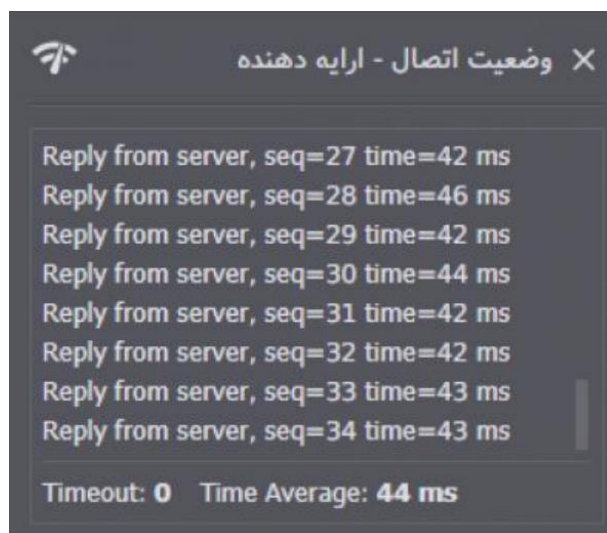 وضعیت اتصال - ارایه دهنده
Reply from server, seq=27 time=42 ms
Reply from server, seq=28 time=46 ms
Reply from server, seq=29 time=42 ms
Reply from server, seq=30 time=44 ms
Reply from server, seq=31 time=42 ms
Reply from server, seq=32 time=42 ms
Reply from server, seq=33 time=43 ms
Reply from server, seq=34 time=43 ms
Timeout: 0 Time Average: 44 ms